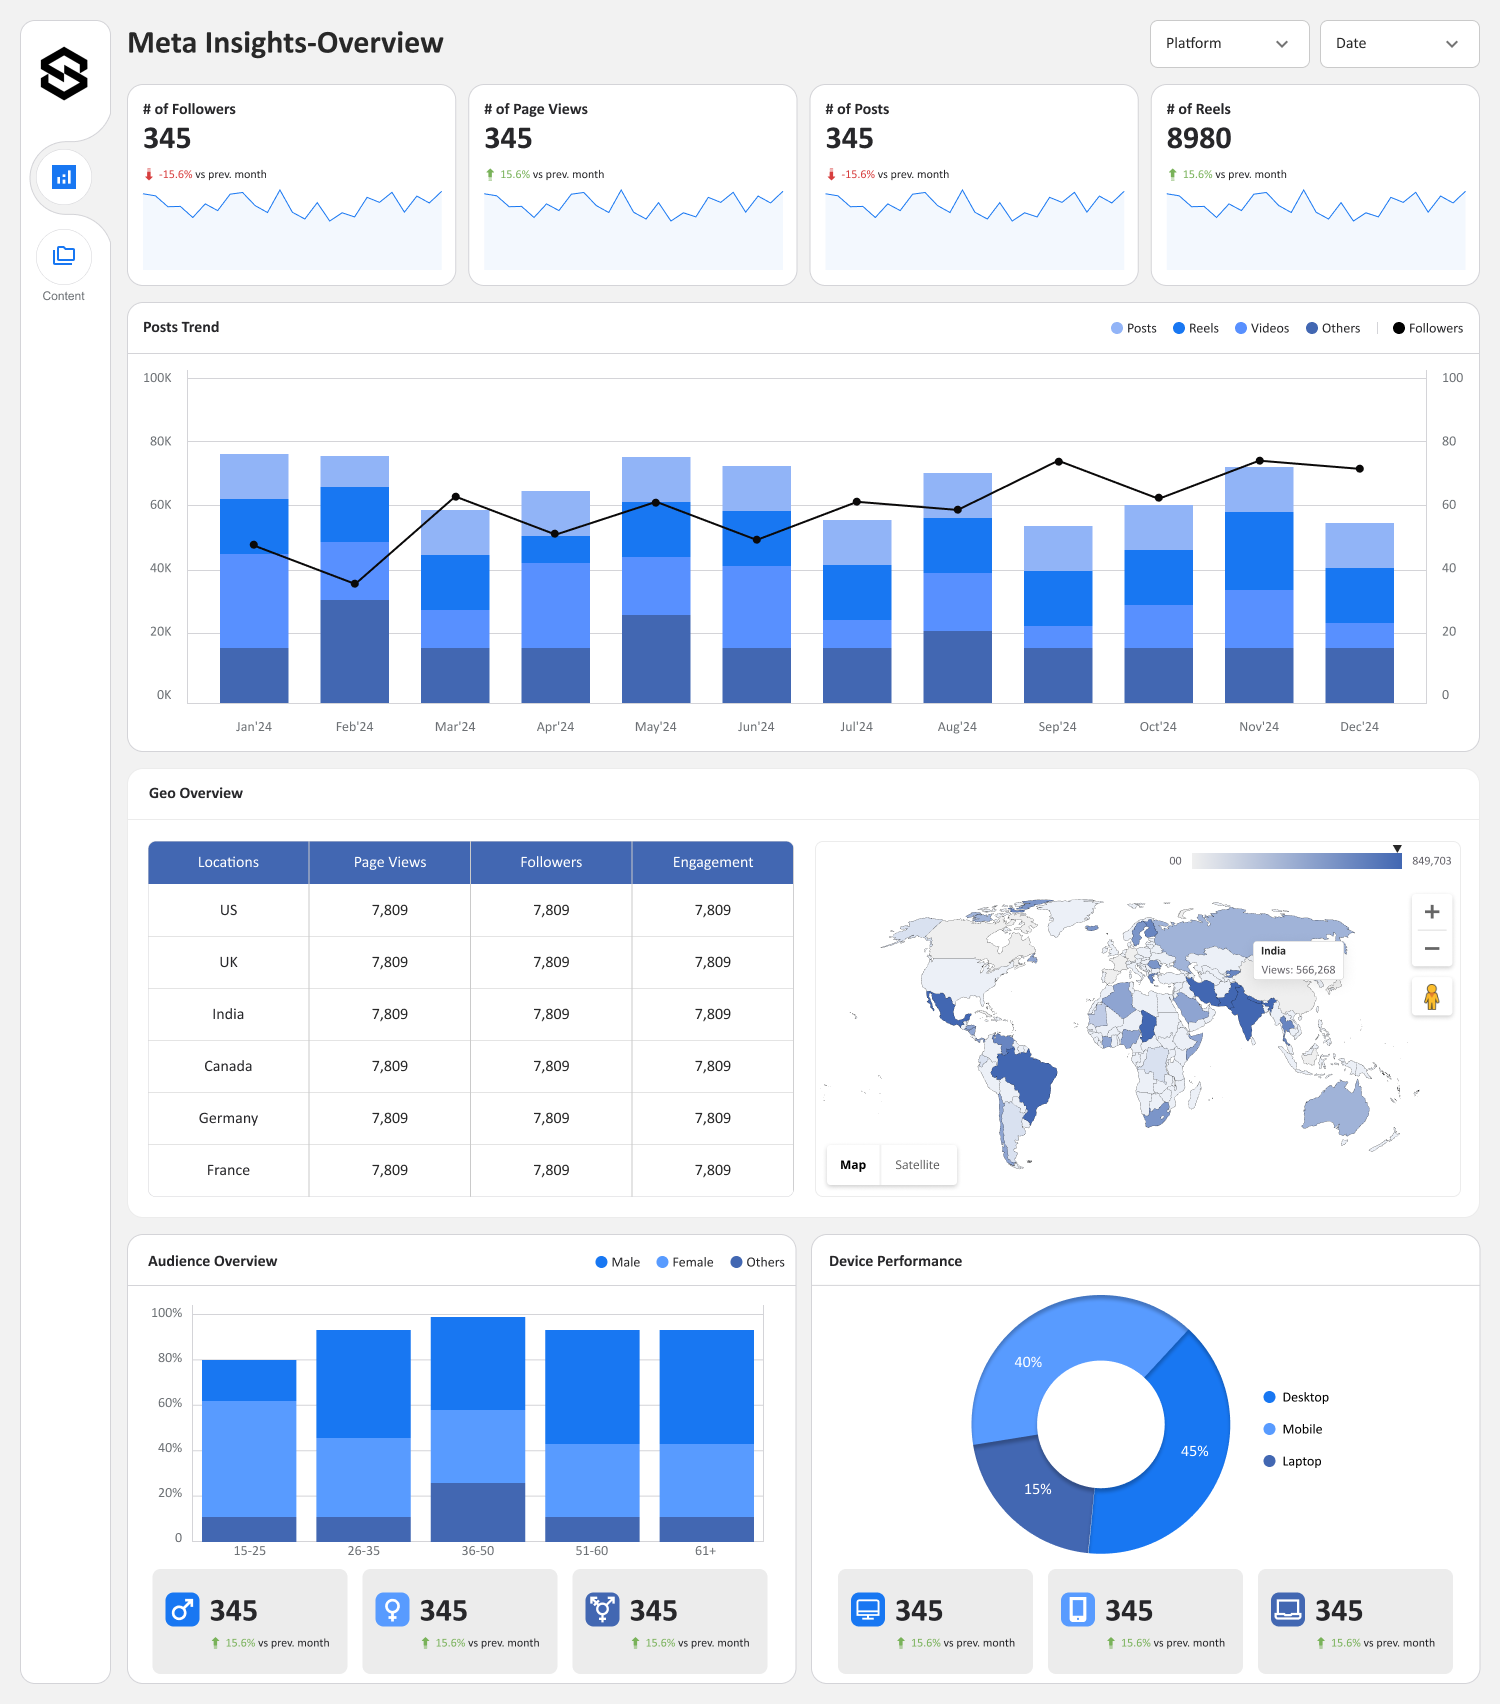 Meta Insights-Overview
Platform
Date
# of Followers
345
-15.6% vs prev. month
# of Page Views
345
15.6% vs prev. month
# of Posts
345
-15.6% vs prev. month
# of Reels
8980
15.6% vs prev. month
Content
Posts Trend
Posts Reels Videos Others Followers
100K 100
80K 80
60K 60
40K 40
20K 20
0K 0
Jan'24 Feb'24 Mar'24 Apr'24 May'24 Jun'24 Jul'24 Aug'24 Sep'24 Oct'24 Nov'24 Dec'24
Geo Overview
Locations Page Views Followers Engagement
US 7,809 7,809 7,809
UK 7,809 7,809 7,809
India 7,809 7,809 7,809
Canada 7,809 7,809 7,809
Germany 7,809 7,809 7,809
France 7,809 7,809 7,809
00 849,703
India
Views: 566,268
Map Satellite
Audience Overview
Male Female Others
100%
80%
60%
40%
20%
0
15-25 26-35 36-50 51-60 61+
345
15.6% vs prev. month
345
15.6% vs prev. month
345
15.6% vs prev. month
Device Performance
40%
45%
15%
Desktop
Mobile
Laptop
345
15.6% vs prev. month
345
15.6% vs prev. month
345
15.6% vs prev. month